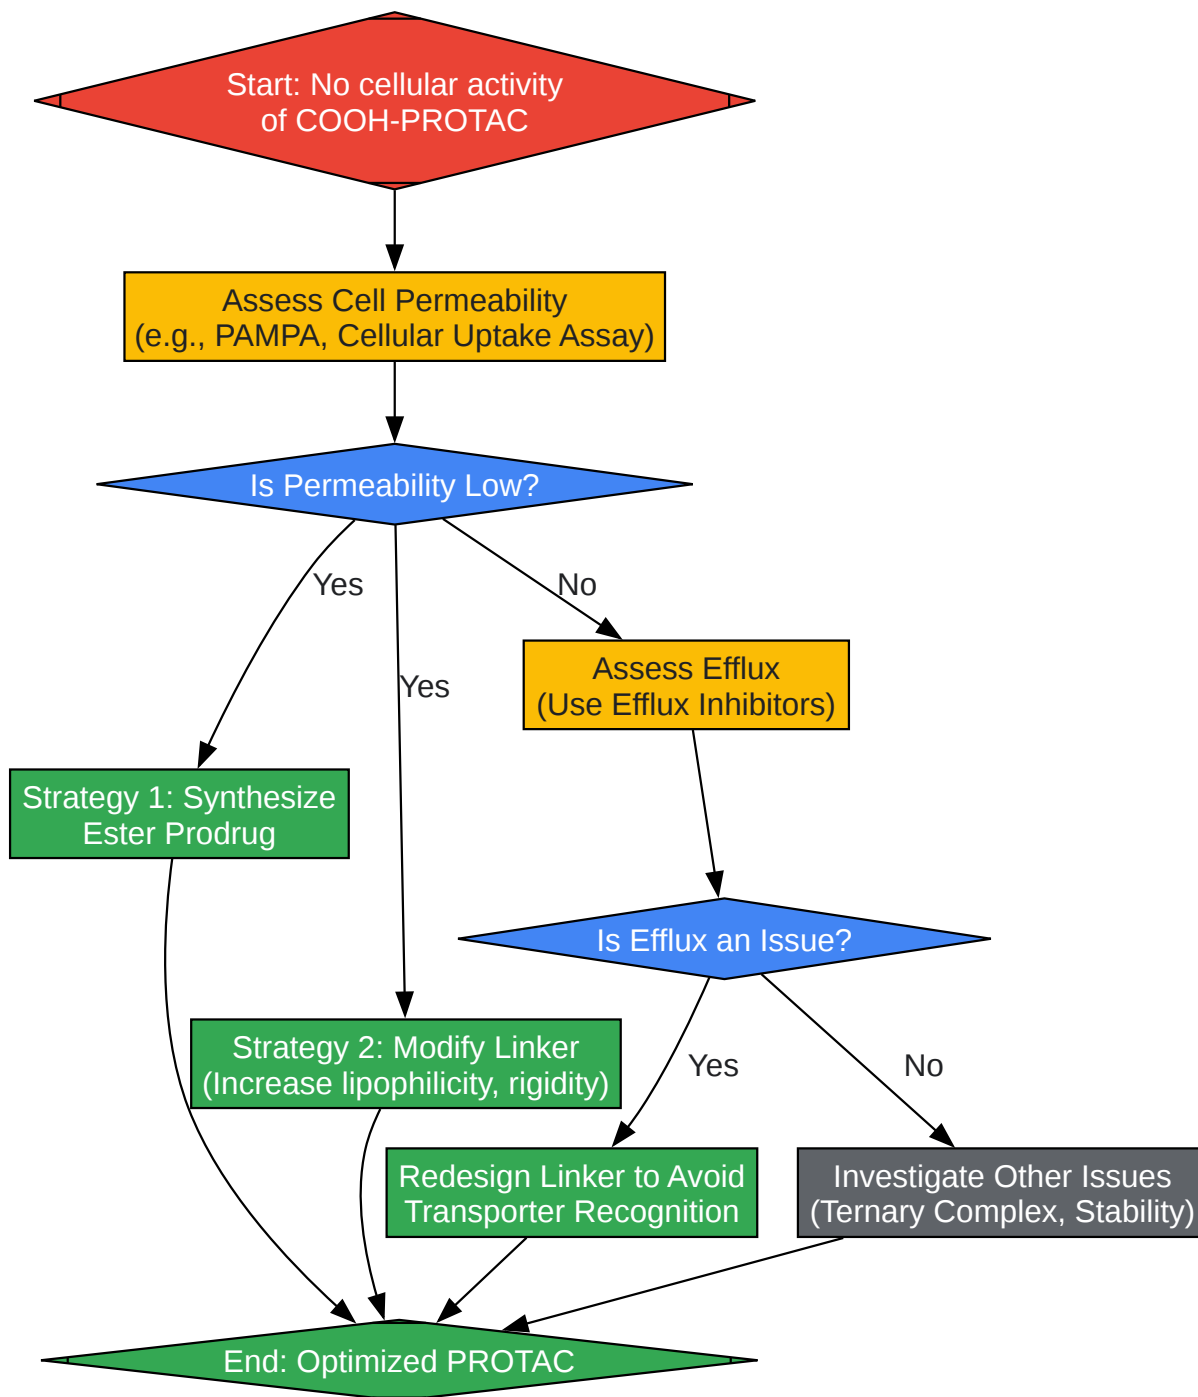 Start: No cellular activity
of COOH-PROTAC
Assess Cell Permeability
(e.g., PAMPA, Cellular Uptake Assay)
Is Permeability Low?
Yes
No
Yes
Assess Efflux
(Use Efflux Inhibitors)
Strategy 1: Synthesize
Ester Prodrug
Is Efflux an Issue?
Strategy 2: Modify Linker
(Increase lipophilicity, rigidity)
Yes
No
Redesign Linker to Avoid
Transporter Recognition
Investigate Other Issues
(Ternary Complex, Stability)
End: Optimized PROTAC